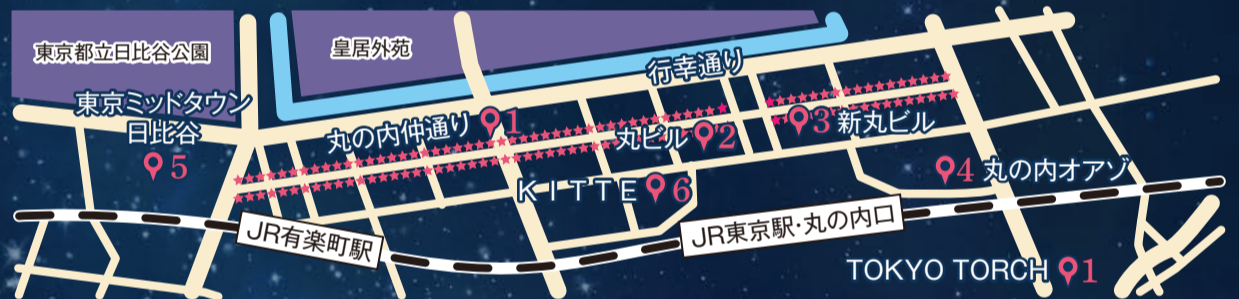 東京都立日比谷公園
皇居外苑
行幸通り
東京ミッドタウン
日比谷
5
丸の内仲通り 1
丸ビル 2
3 新丸ビル
4 丸の内オアゾ
KITTE 6
JR有楽町駅
JR東京駅・丸の内口
TOKYO TORCH 1